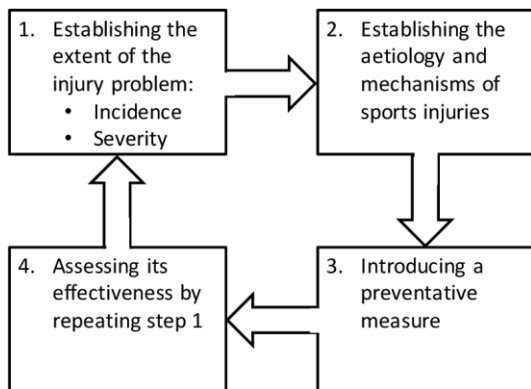 1. Establishing the
extent of the
injury problem:
• Incidence
• Severity
2. Establishing the
aetiology and
mechanisms of
sports injuries
3. Introducing a
preventative
measure
4. Assessing its
effectiveness by
repeating step 1